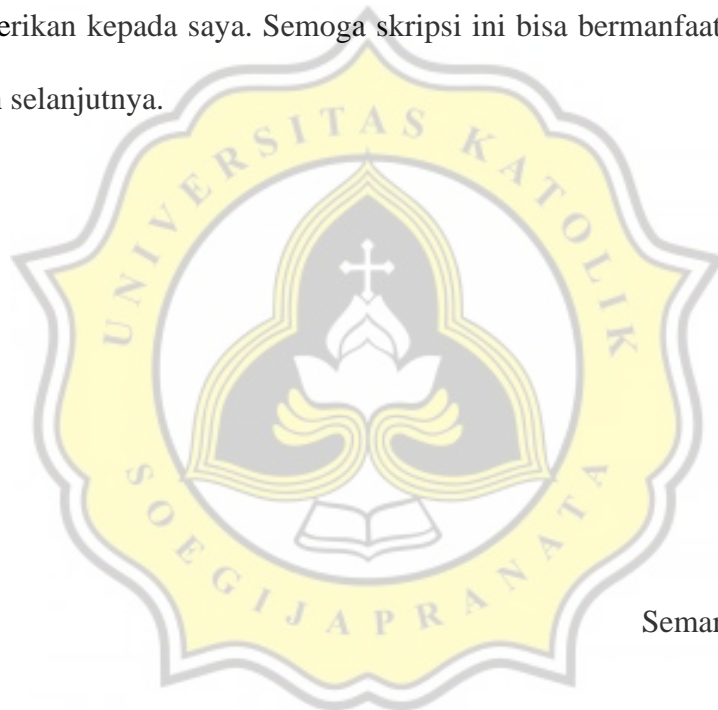 erikan kepada saya. Semoga skripsi ini bisa bermanfaat
selanjutnya.
UNIVERSITAS KATOLIK
SOEGIJAPRANATA
Semar